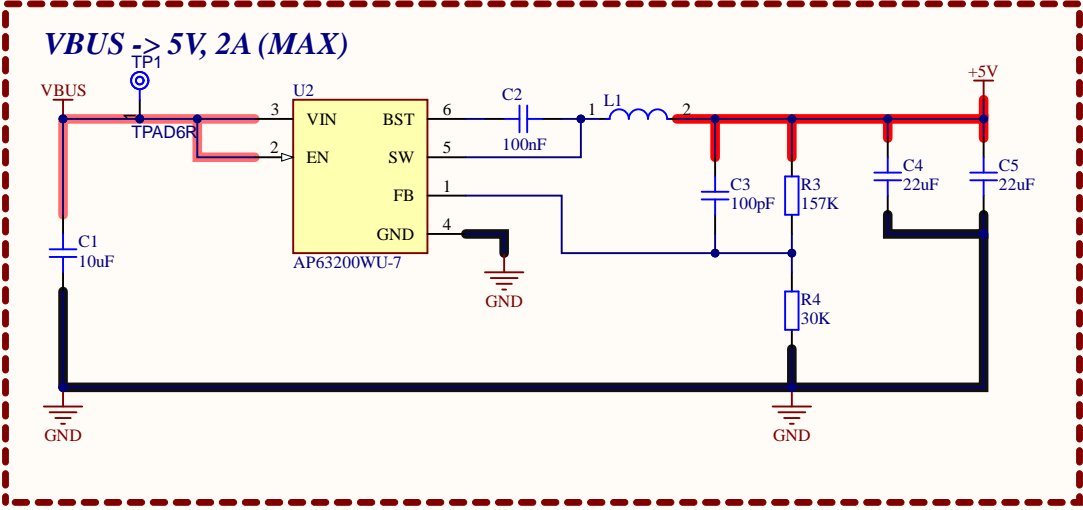 VBUS -> 5V, 2A (MAX)
TP1
VBUS
TPAD6R
U2
3
VIN
2
EN
BST
6
SW
5
FB
1
GND
4
AP63200WU-7
GND
C2
100nF
1
L1
2
+5V
C3
100pF
R3
157K
C4
22uF
C5
22uF
C1
10uF
R4
30K
GND
GND